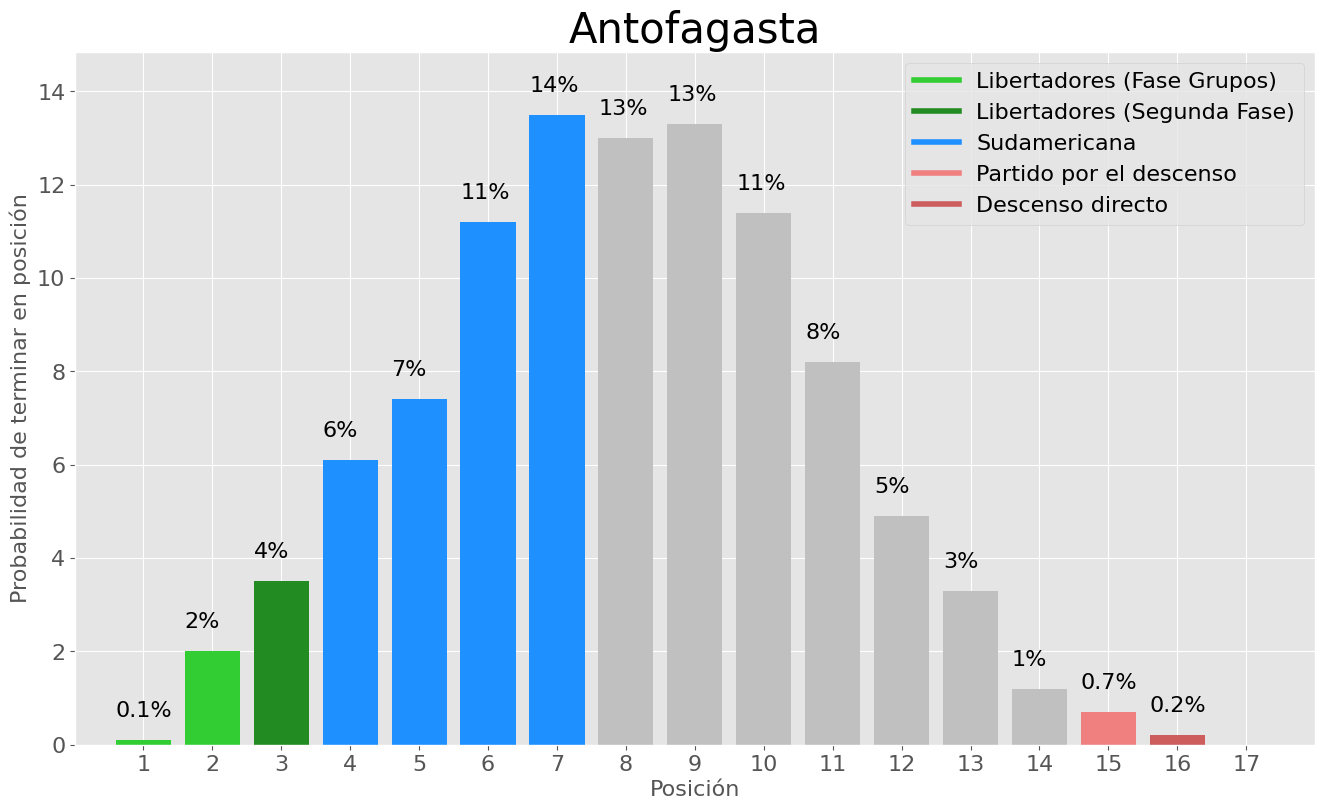 Antofagasta
Libertadores (Fase Grupos)
Libertadores (Segunda Fase)
Sudamericana
Partido por el descenso
Descenso directo
Probabilidad de terminar en posición
14
12
10
8
6
4
2
0
0.1%
2%
4%
6%
7%
11%
14%
13%
13%
11%
8%
5%
3%
1%
0.7%
0.2%
1 2 3 4 5 6 7 8 9 10 11 12 13 14 15 16 17
Posición